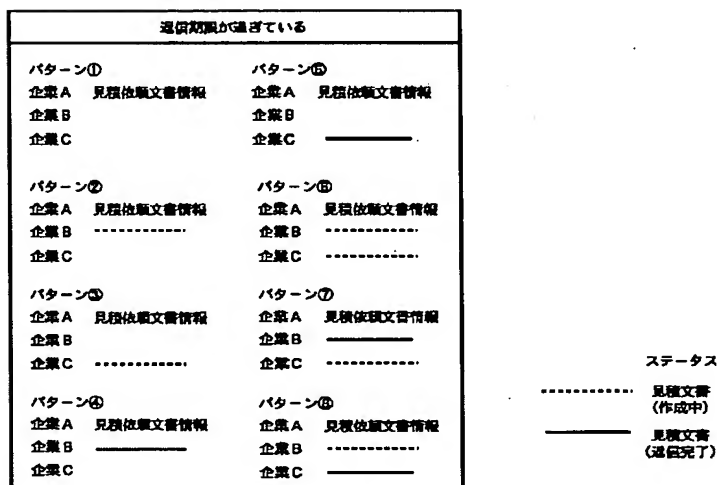 返信期限が過ぎている
パターン①
企業A 見積依頼文書情報
企業B
企業C
パターン②
企業A 見積依頼文書情報
企業B
企業C
パターン③
企業A 見積依頼文書情報
企業B
企業C
パターン④
企業A 見積依頼文書情報
企業B
企業C
パターン⑤
企業A 見積依頼文書情報
企業B
企業C
パターン⑥
企業A 見積依頼文書情報
企業B
企業C
パターン⑦
企業A 見積依頼文書情報
企業B
企業C
パターン⑧
企業A 見積依頼文書情報
企業B
企業C
ステータス
見積文書
(作成中)
見積文書
(返信完了)